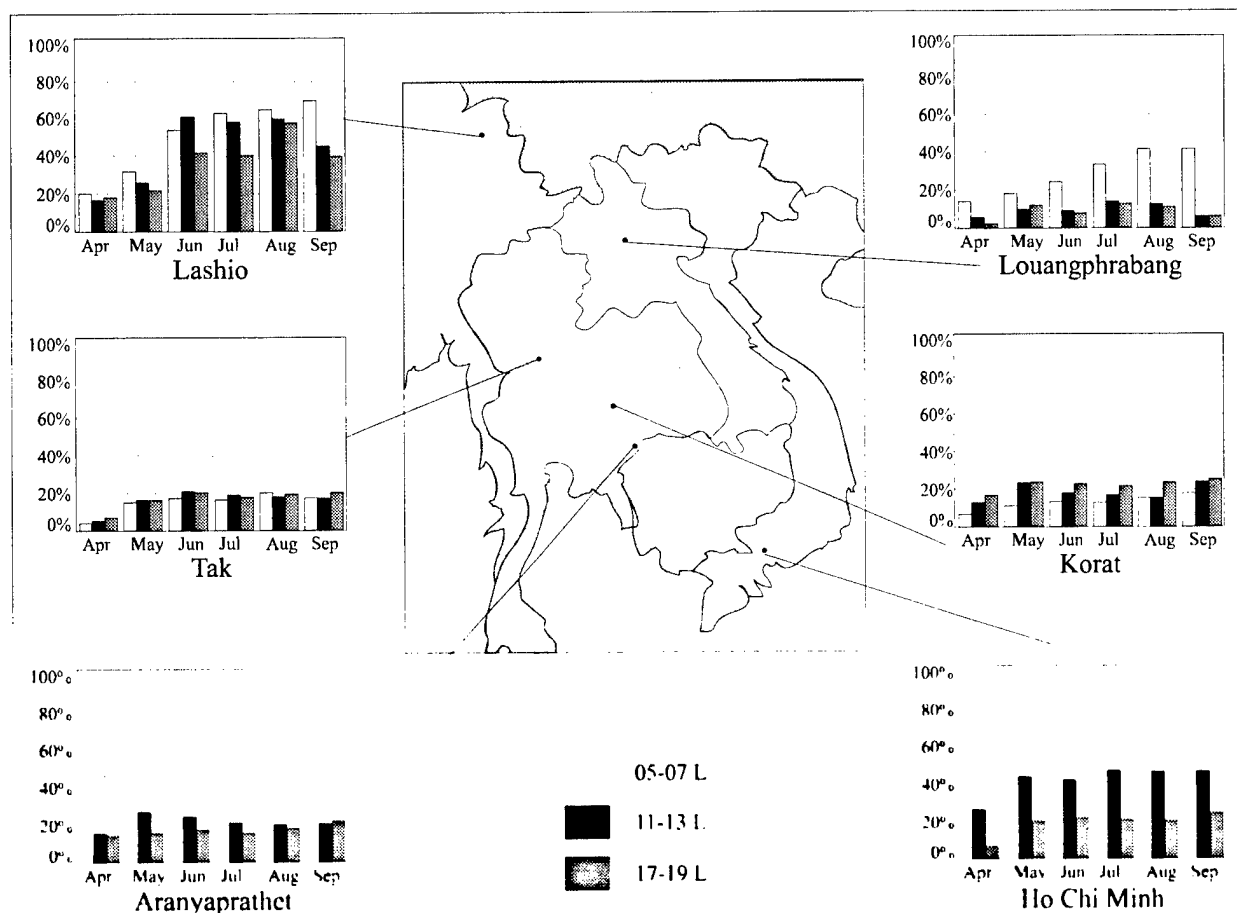 100%
80%
60%
40%
20%
0%
Apr May Jun Jul Aug Sep
Lashio
100%
80%
60%
40%
20%
0%
Apr May Jun Jul Aug Sep
Louangphrabang
100%
80%
60%
40%
20%
0%
Apr May Jun Jul Aug Sep
Tak
100%
80%
60%
40%
20%
0%
Apr May Jun Jul Aug Sep
Korat
100%
80%
60%
40%
20%
0%
Apr May Jun Jul Aug Sep
Aranyaprathet
05-07 L
11-13 L
17-19 L
100%
80%
60%
40%
20%
0%
Apr May Jun Jul Aug Sep
Ho Chi Minh